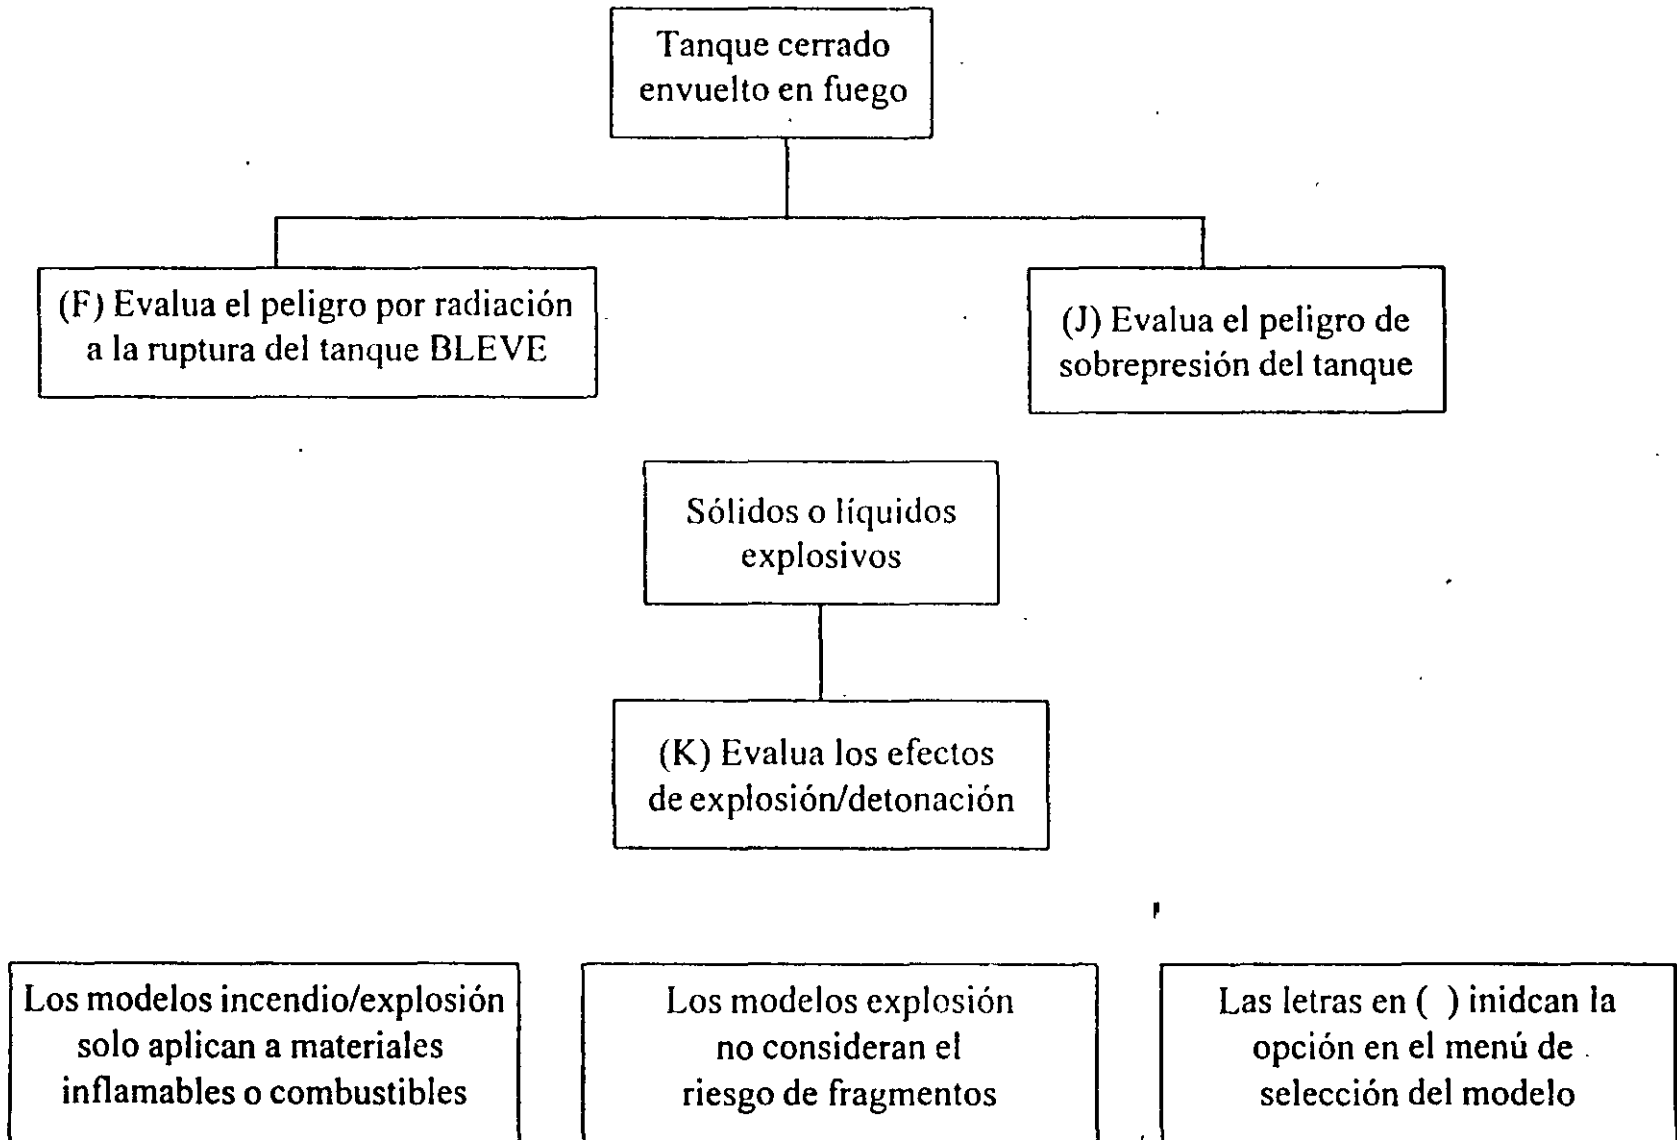 Tanque cerrado
envuelto en fuego
(F) Evalua el peligro por radiación
a la ruptura del tanque BLEVE
(J) Evalua el peligro de
sobrepresión del tanque
Sólidos o líquidos
explosivos
(K) Evalua los efectos
de explosión/detonación
Los modelos incendio/explosión
solo aplican a materiales
inflamables o combustibles
Los modelos explosión
no consideran el
riesgo de fragmentos
Las letras en ( ) inidcan la
opción en el menú de
selección del modelo